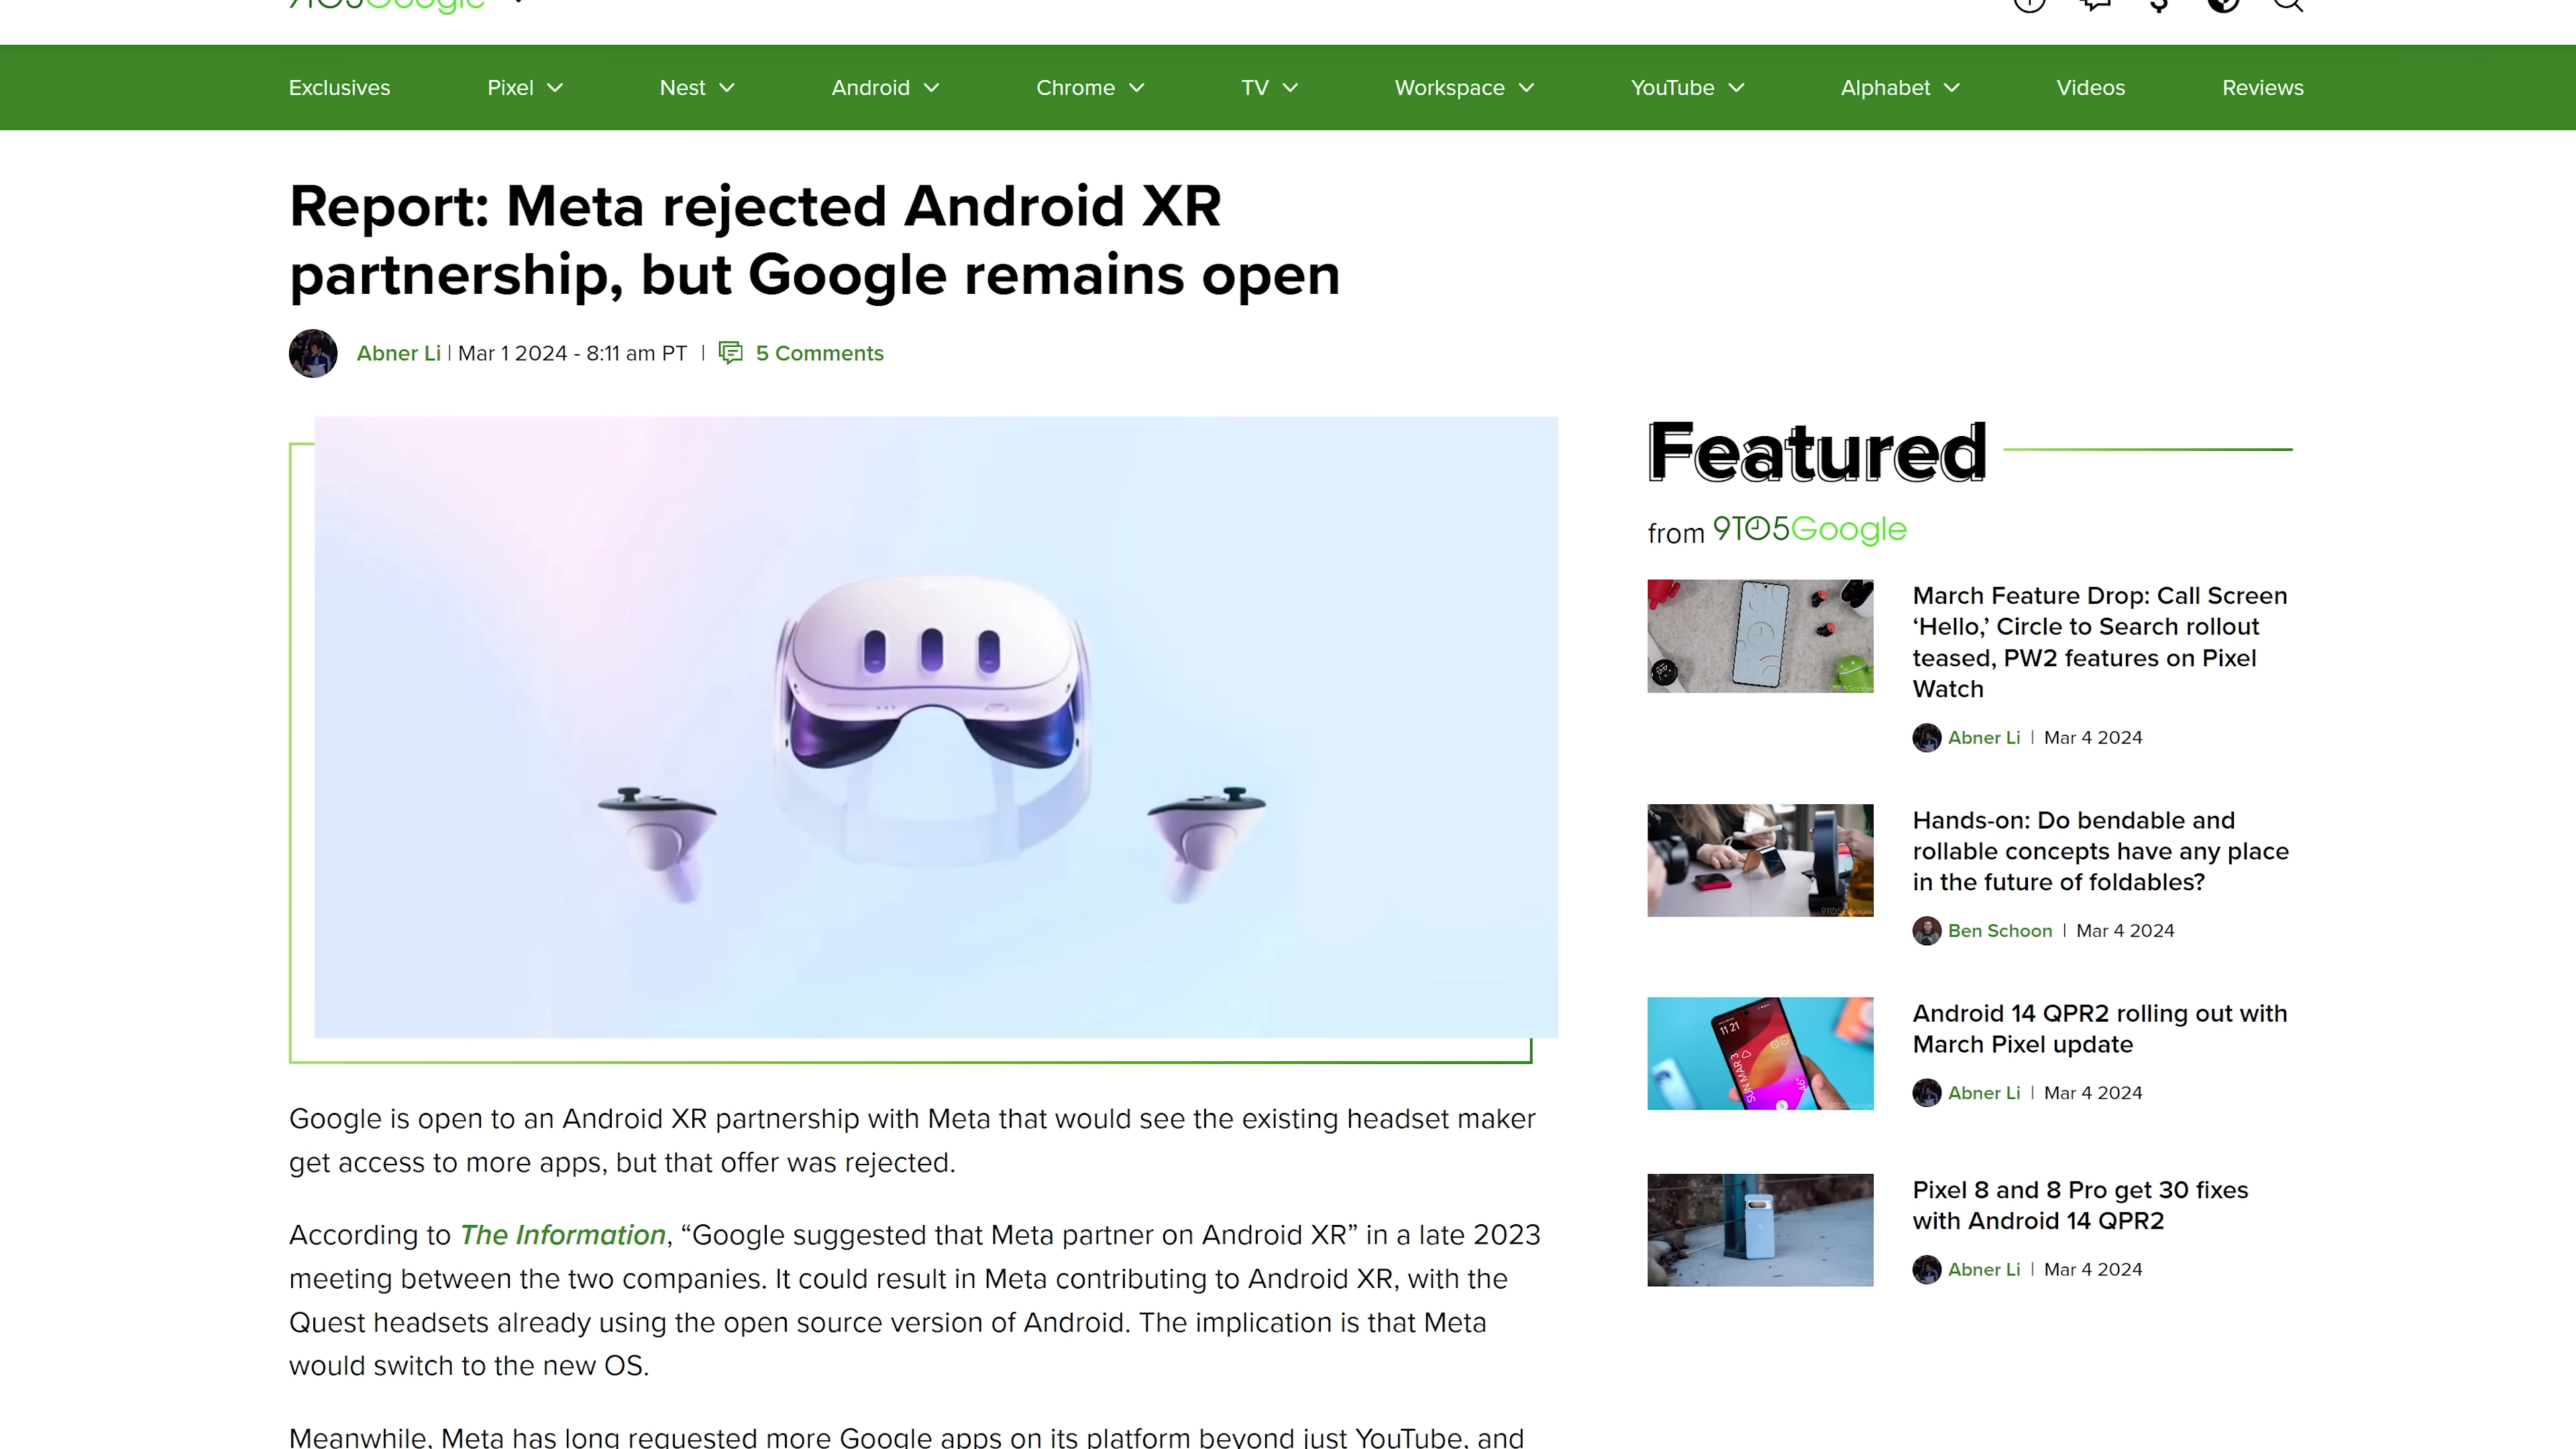 9TO5Google
Exclusives
Pixel
Nest
Android
Chrome
TV
Workspace
YouTube
Alphabet
Videos
Reviews
Report: Meta rejected Android XR
partnership, but Google remains open
Abner Li | Mar 1 2024 - 8:11 am PT | 5 Comments
Google is open to an Android XR partnership with Meta that would see the existing headset maker
get access to more apps, but that offer was rejected.
According to The Information, “Google suggested that Meta partner on Android XR” in a late 2023
meeting between the two companies. It could result in Meta contributing to Android XR, with the
Quest headsets already using the open source version of Android. The implication is that Meta
would switch to the new OS.
Meanwhile, Meta has long requested more Google apps on its platform beyond just YouTube, and
Featured
from 9TO5Google
March Feature Drop: Call Screen
‘Hello,’ Circle to Search rollout
teased, PW2 features on Pixel
Watch
Abner Li | Mar 4 2024
Hands-on: Do bendable and
rollable concepts have any place
in the future of foldables?
Ben Schoon | Mar 4 2024
11 21
SUN MAR 3
46°
Android 14 QPR2 rolling out with
March Pixel update
Abner Li | Mar 4 2024
Pixel 8 and 8 Pro get 30 fixes
with Android 14 QPR2
Abner Li | Mar 4 2024